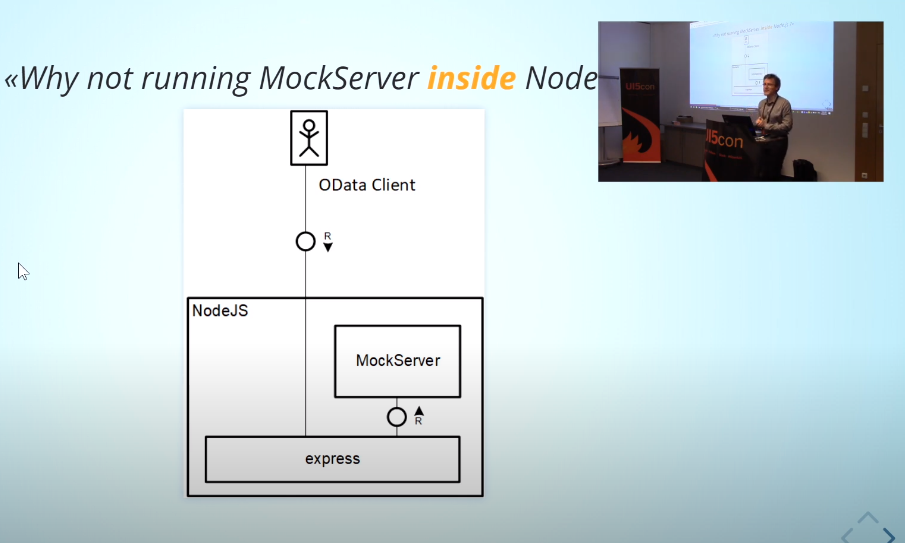 «Why not running MockServer inside Node
OData Client
R
NodeJS
MockServer
R
express
UI5con
UI5con